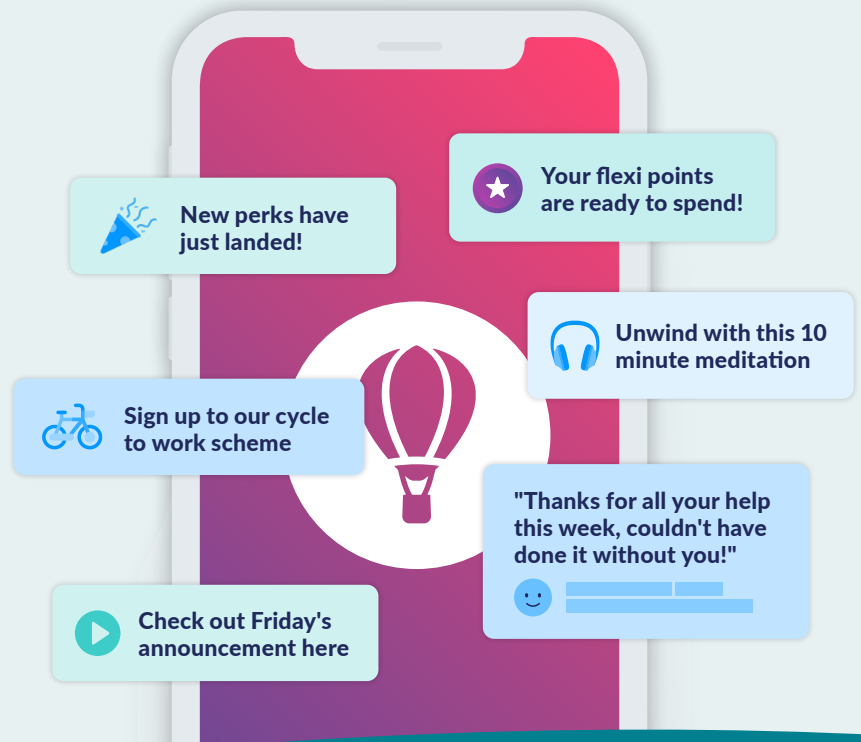 Your flexi points
are ready to spend!
New perks have
just landed!
Unwind with this 10
minute meditation
Sign up to our cycle
to work scheme
"Thanks for all your help
this week, couldn't have
done it without you!"
Check out Friday's
announcement here